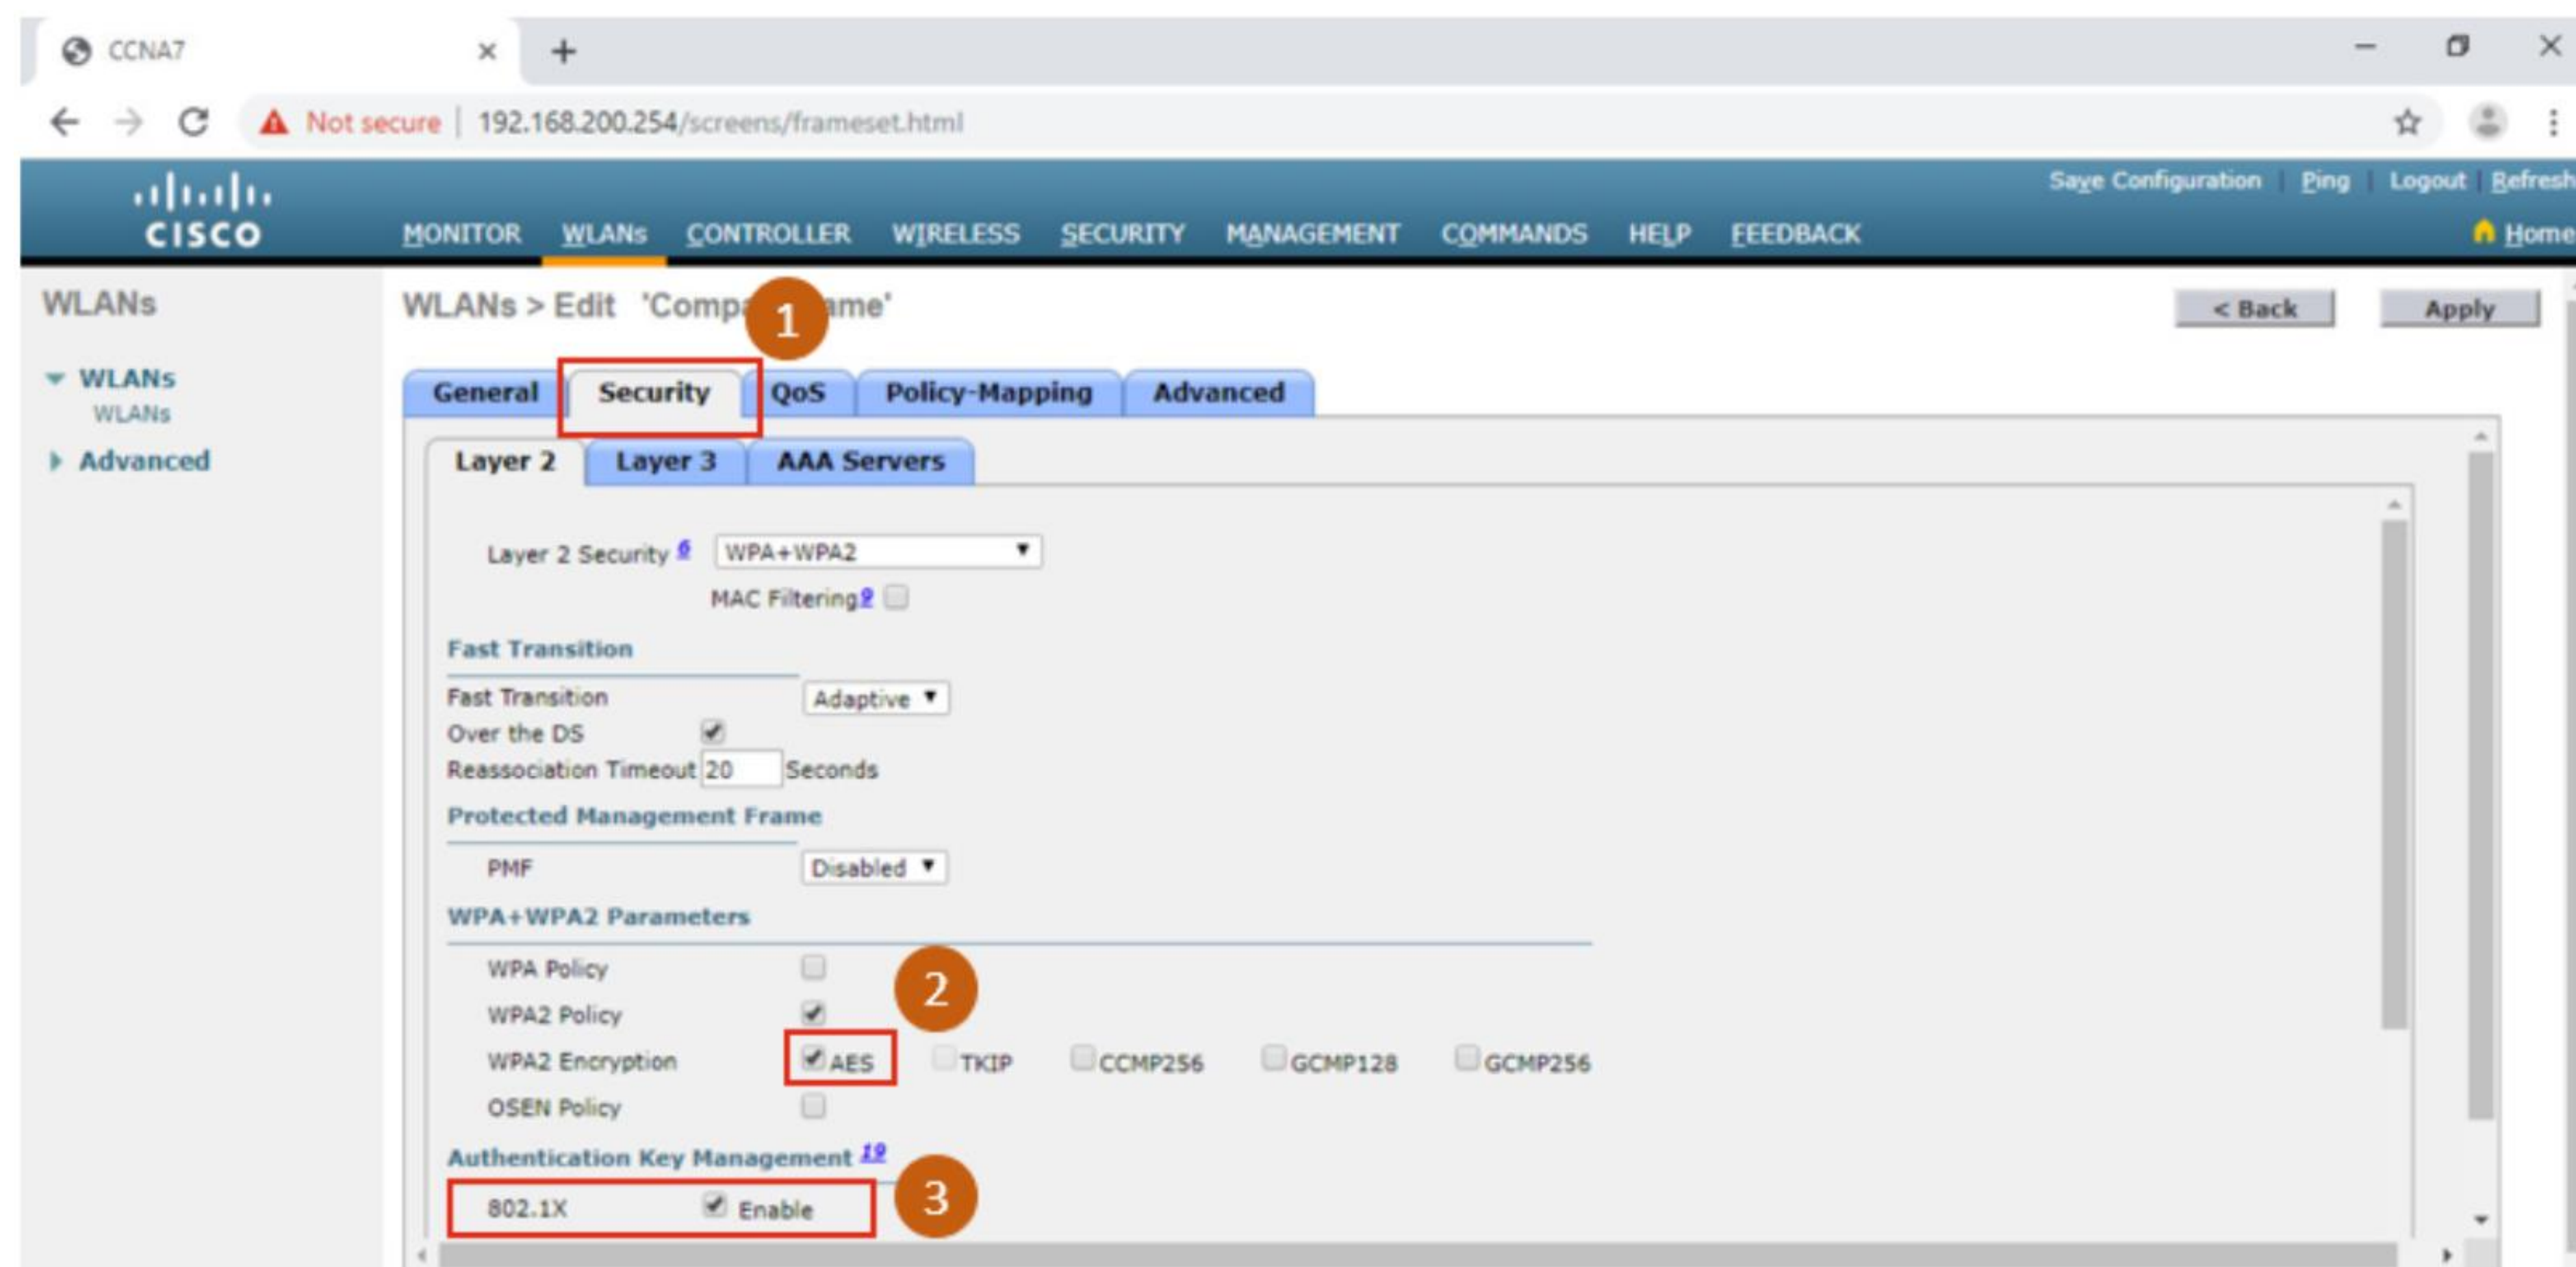 CCNA7
Not secure | 192.168.200.254/screens/frameset.html
Save Configuration | Ping | Logout | Refresh
CISCO
MONITOR WLANs CONTROLLER WIRELESS SECURITY MANAGEMENT COMMANDS HELP FEEDBACK
Home
WLANs
WLANs
WLANs
Advanced
WLANs > Edit
1
< Back
Apply
General Security QoS Policy-Mapping Advanced
Layer 2 Layer 3 AAA Servers
Layer 2 Security 6 WPA+WPA2
MAC Filtering 9
Fast Transition
Fast Transition Adaptive
Over the DS
Reassociation Timeout 20 Seconds
Protected Management Frame
PMF Disabled
WPA+WPA2 Parameters
WPA Policy
2
WPA2 Policy
WPA2 Encryption AES TKIP CCMP256 GCMP128 GCMP256
OSEN Policy
Authentication Key Management 19
3
802.1X Enable